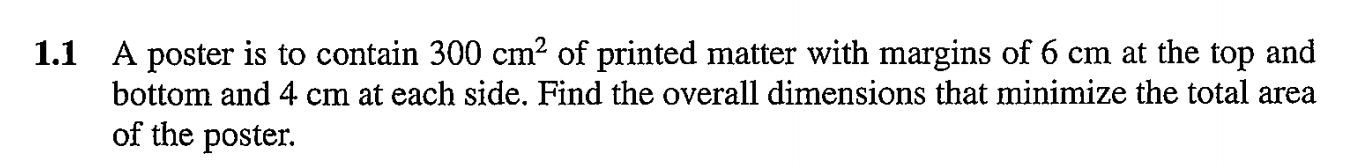 1.1 A poster is to contain 300 cm² of printed matter with margins of 6 cm at the top and
bottom and 4 cm at each side. Find the overall dimensions that minimize the total area
of the poster.